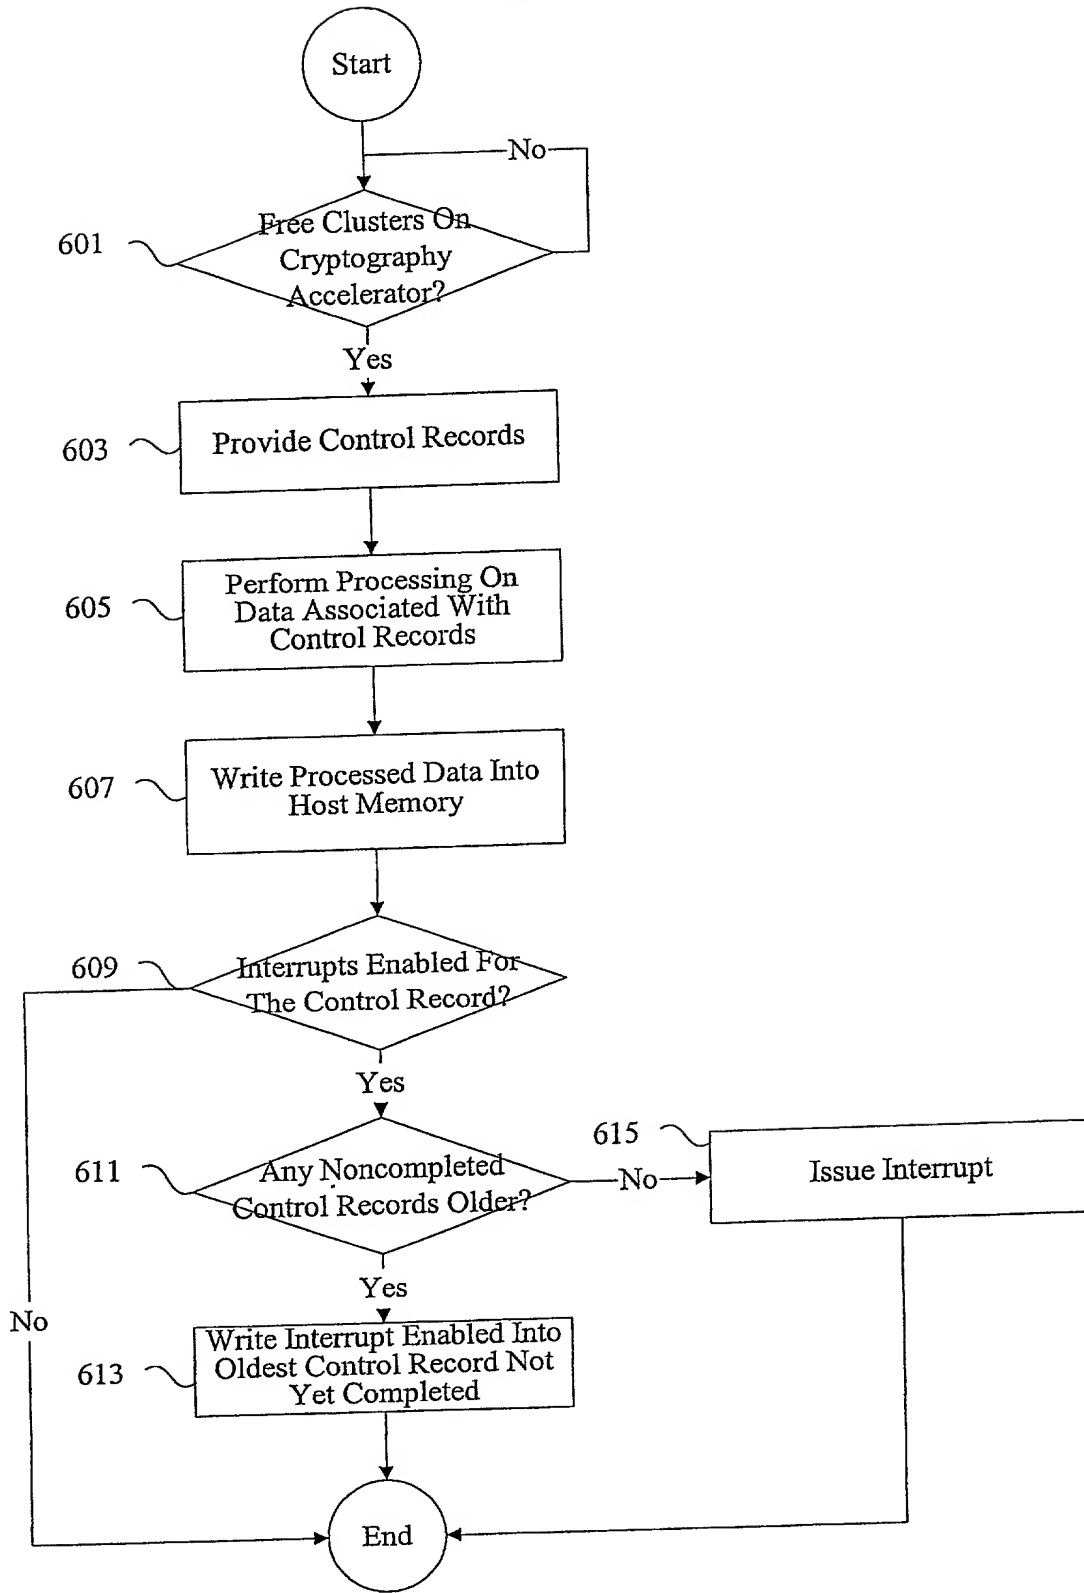 Start
No
601
Free Clusters On
Cryptography
Accelerator?
Yes
603
Provide Control Records
605
Perform Processing On
Data Associated With
Control Records
607
Write Processed Data Into
Host Memory
609
Interrupts Enabled For
The Control Record?
Yes
611
Any Noncompleted
Control Records Older?
No
615
Issue Interrupt
Yes
No
613
Write Interrupt Enabled Into
Oldest Control Record Not
Yet Completed
End